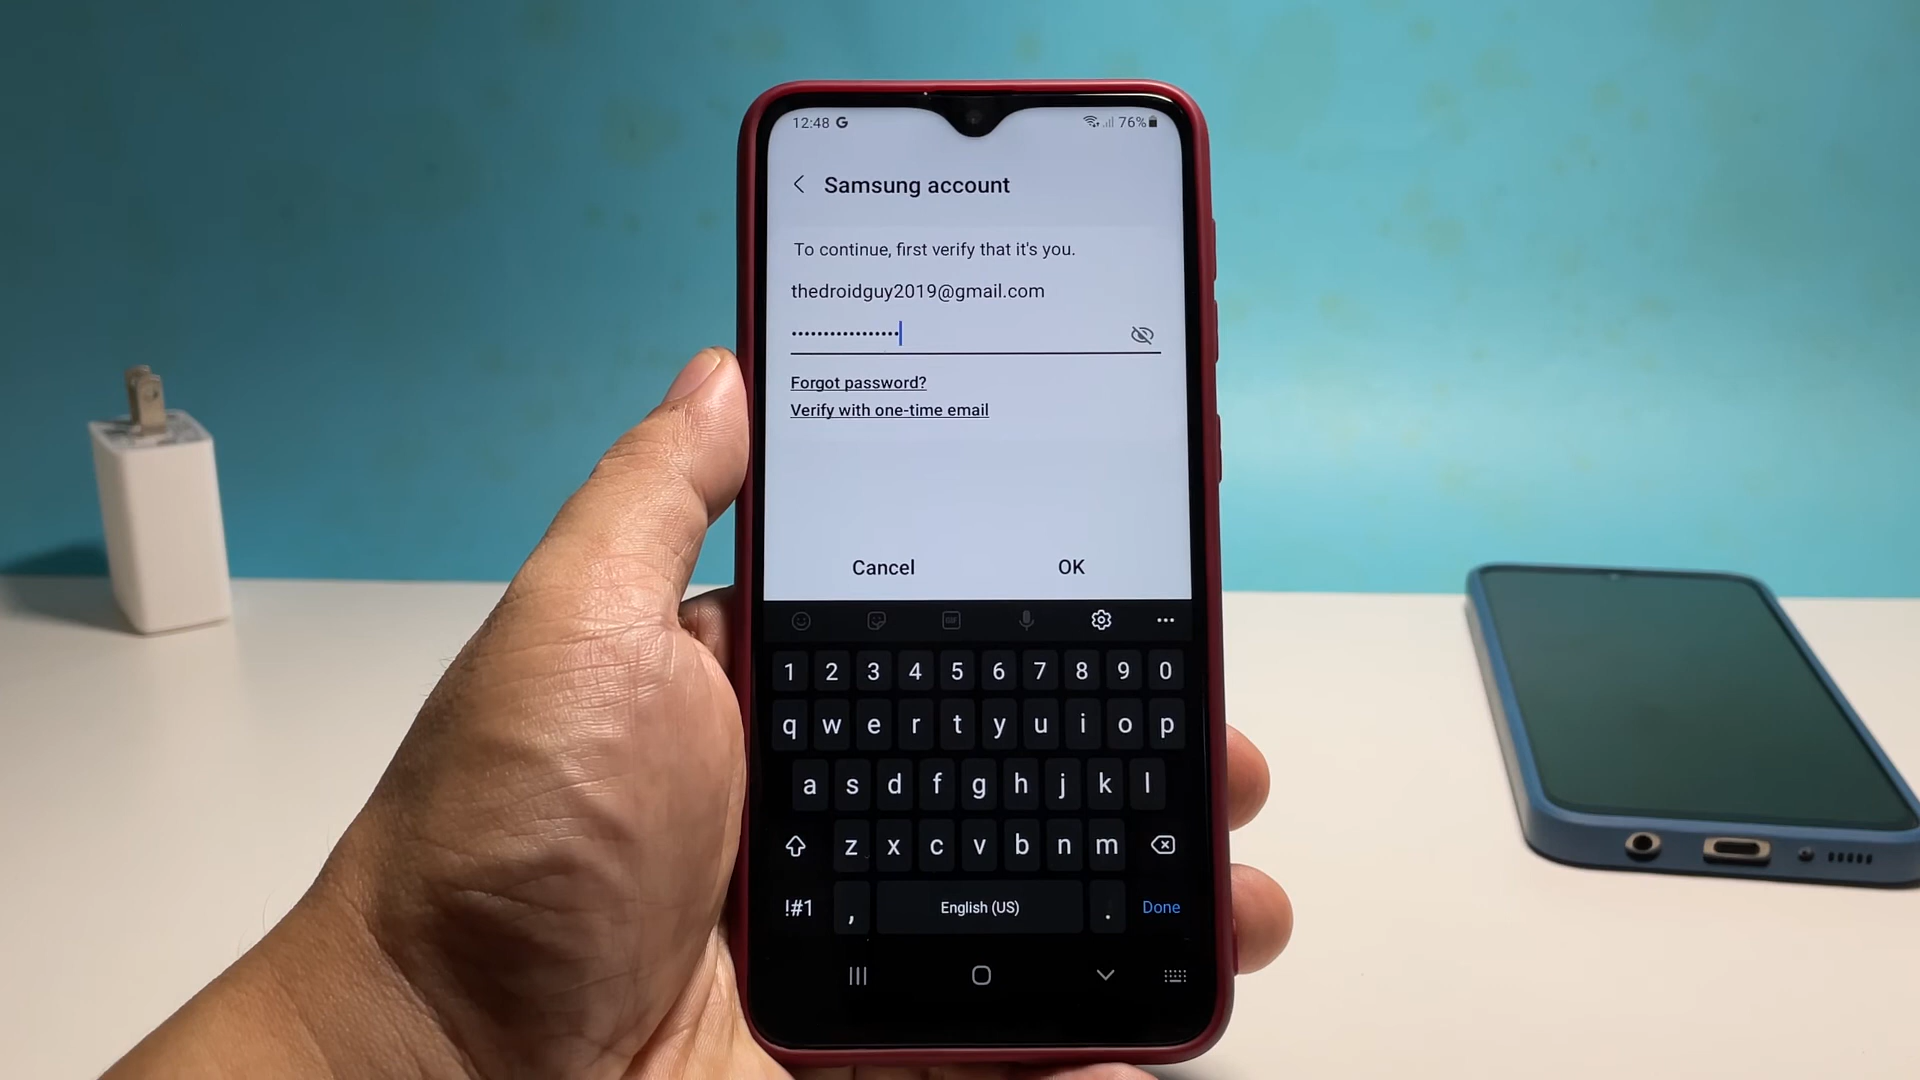 12:48 G 76%
Samsung account
To continue, first verify that it's you.
thedroidguy2019@gmail.com
•••••••••••••••••
Forgot password?
Verify with one-time email
Cancel OK
GIF
1 2 3 4 5 6 7 8 9 0
q w e r t y u i o p
a s d f g h j k l
z x c v b n m
!#1 , English (US) . Done